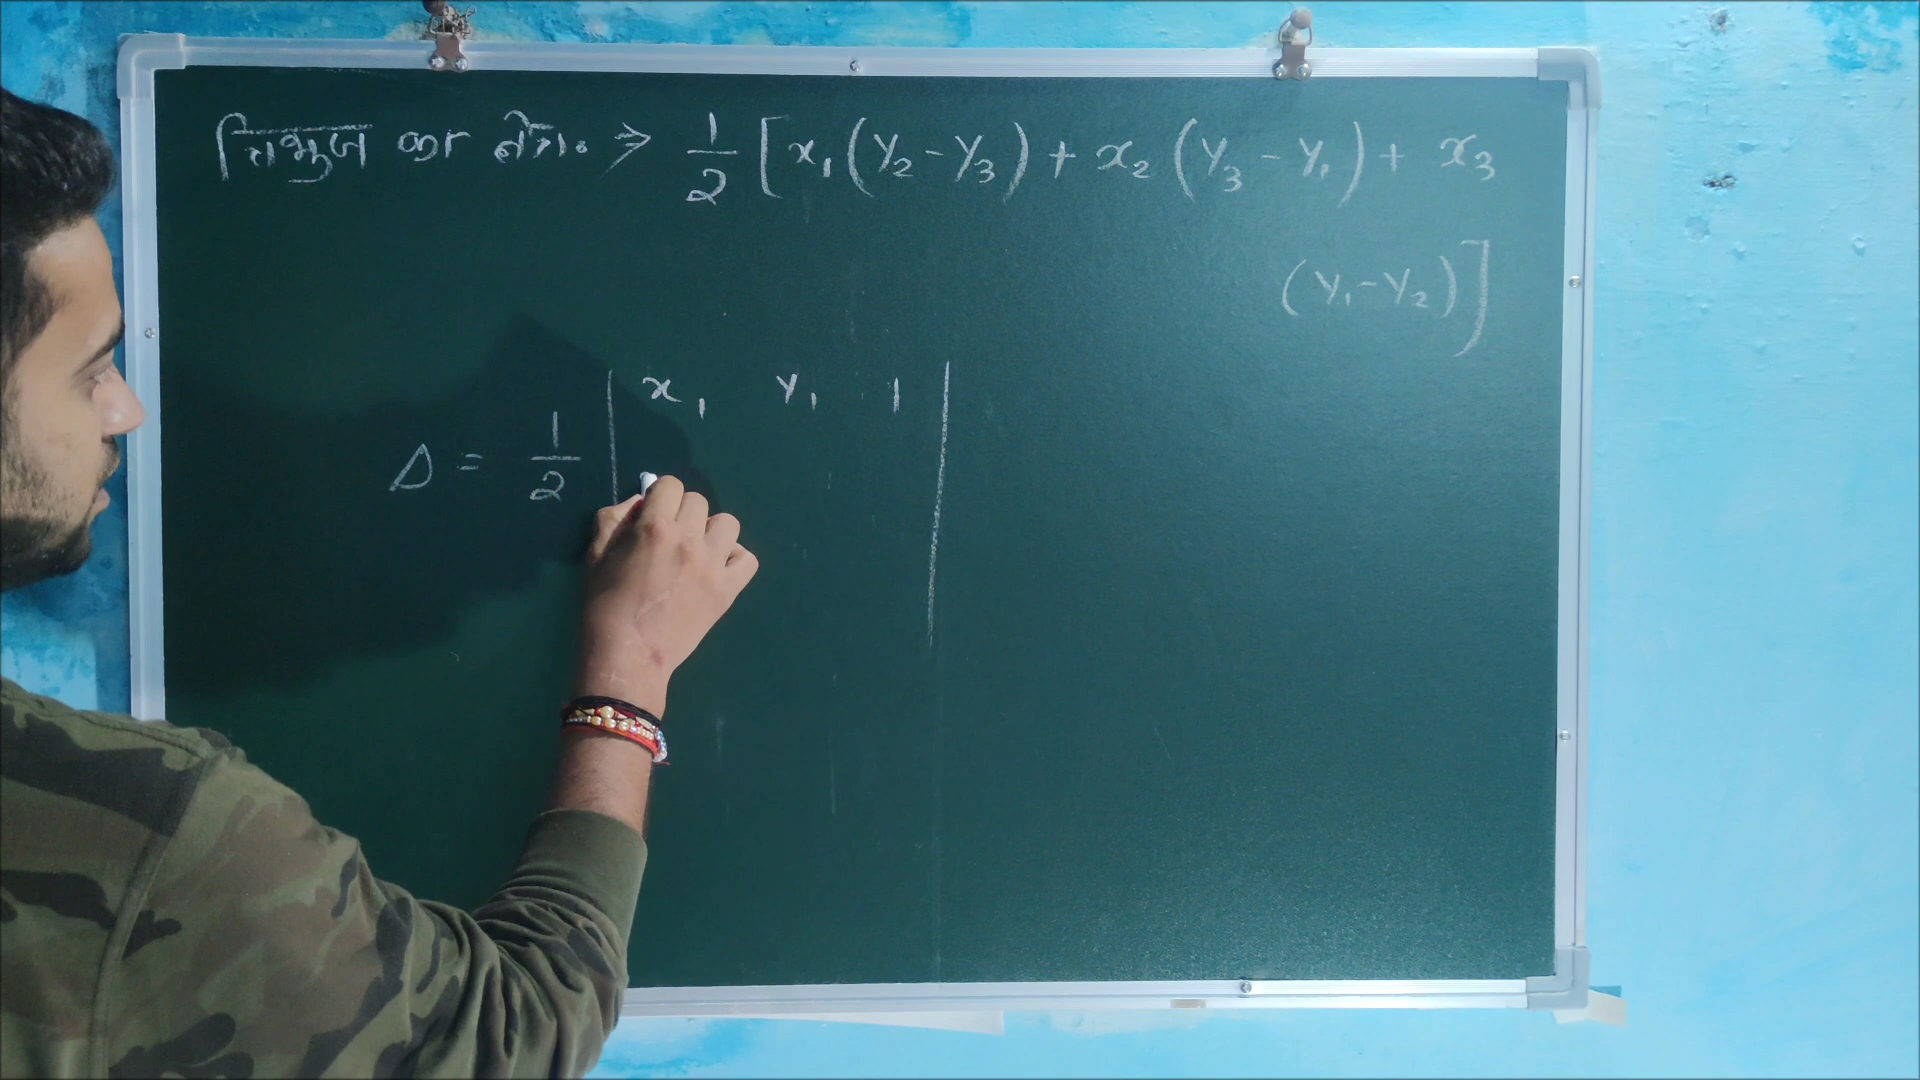 त्रिभुज का क्षे० → 1/2 [x₁(y₂-y₃) + x₂(y₃-y₁) + x₃
(y₁-y₂)]
x₁ y₁ 1
Δ = 1/2